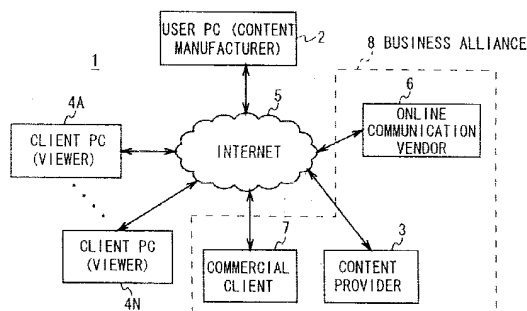 USER PC (CONTENT
MANUFACTURER)
2
8 BUSINESS ALLIANCE
1
4A
5
6
CLIENT PC
(VIEWER)
INTERNET
ONLINE
COMMUNICATION
VENDOR
7
3
CLIENT PC
(VIEWER)
COMMERCIAL
CLIENT
CONTENT
PROVIDER
4N